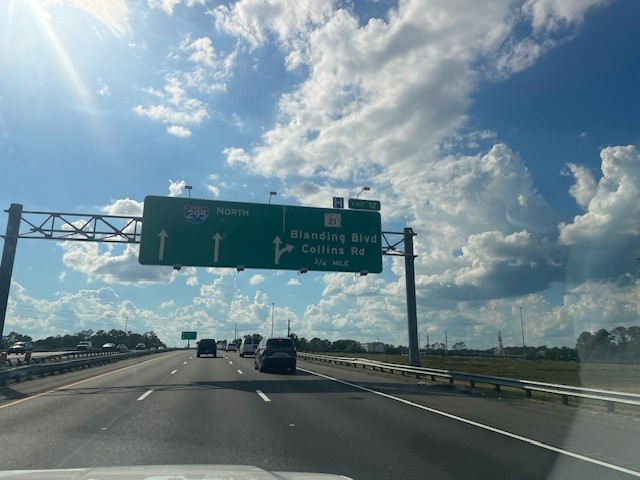 H EXIT 12
295 NORTH
21
Blanding Blvd
Collins Rd
3/4 MILE